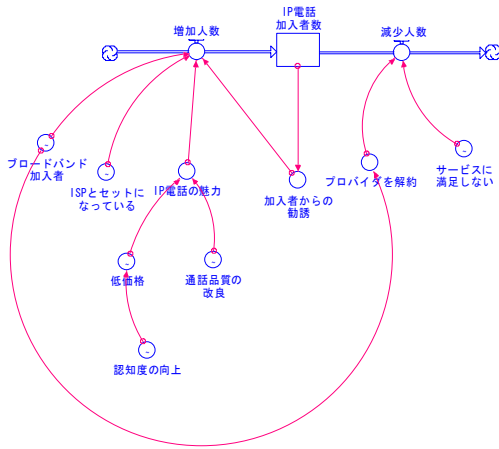 IP電話
加入者数
増加人数
減少人数
ブロードバンド
加入者
ISPとセットに
なっている
IP電話の魅力
加入者からの
勧誘
プロバイダを解約
サービスに
満足しない
低価格
通話品質の
改良
認知度の向上